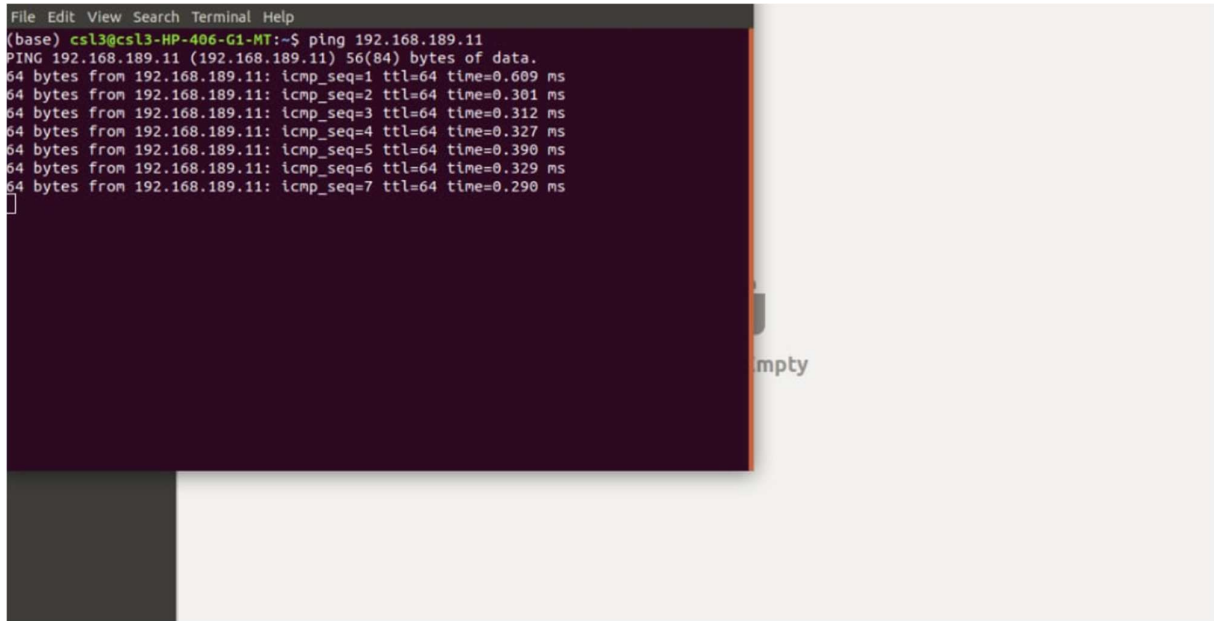 File Edit View Search Terminal Help
(base) csl3@csl3-HP-406-G1-MT:~$ ping 192.168.189.11
PING 192.168.189.11 (192.168.189.11) 56(84) bytes of data.
64 bytes from 192.168.189.11: icmp_seq=1 ttl=64 time=0.609 ms
64 bytes from 192.168.189.11: icmp_seq=2 ttl=64 time=0.301 ms
64 bytes from 192.168.189.11: icmp_seq=3 ttl=64 time=0.312 ms
64 bytes from 192.168.189.11: icmp_seq=4 ttl=64 time=0.327 ms
64 bytes from 192.168.189.11: icmp_seq=5 ttl=64 time=0.390 ms
64 bytes from 192.168.189.11: icmp_seq=6 ttl=64 time=0.329 ms
64 bytes from 192.168.189.11: icmp_seq=7 ttl=64 time=0.290 ms
Empty